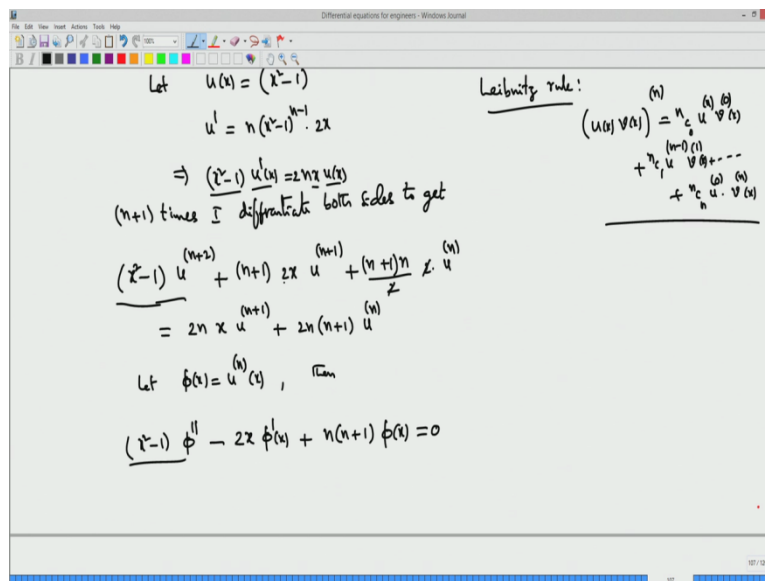 Differential equations for engineers - Windows Journal
File Edit View Insert Actions Tools Help
100%
B I
Let u(x) = (x²-1)
u' = n(x²-1)ⁿ⁻¹ · 2x
⇒ (x²-1) u'(x) = 2nx u(x)
(n+1) times I diffrantiate both sides to get
(x²-1) u⁽ⁿ⁺²⁾ + (n+1) 2x u⁽ⁿ⁺¹⁾ + (n+1)n/2 2· u⁽ⁿ⁾
= 2n x u⁽ⁿ⁺¹⁾ + 2n(n+1) u⁽ⁿ⁾
Let ϕ(x) = u⁽ⁿ⁾(x) , Then
(x²-1) ϕ'' - 2x ϕ'(x) + n(n+1) ϕ(x) = 0
Leibnitz rule :
(u(x) v(x))⁽ⁿ⁾ = ⁿc₀ u⁽ⁿ⁾ v⁽⁰⁾(x)
+ ⁿc₁ u⁽ⁿ⁻¹⁾ v⁽¹⁾(x) + ----
+ ⁿcₙ u⁽⁰⁾· v⁽ⁿ⁾(x)